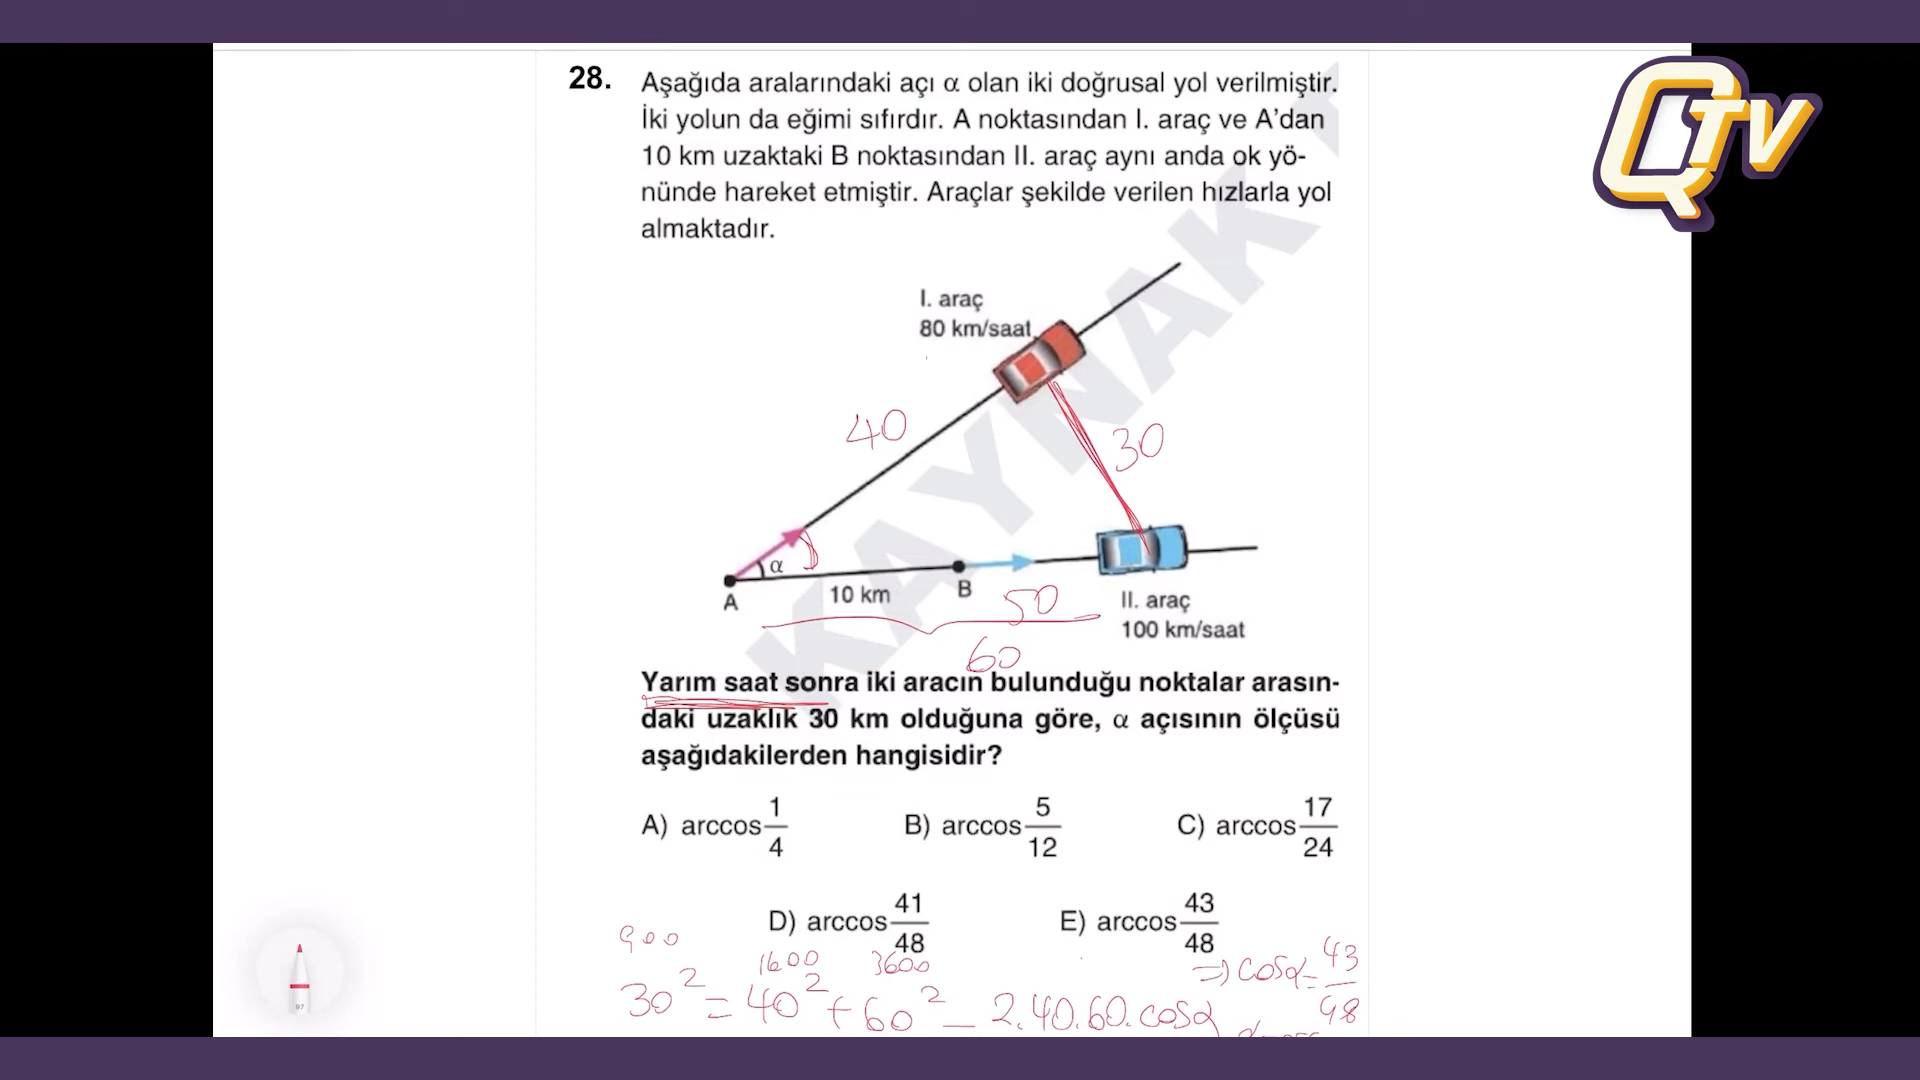 QTV
28. Aşağıda aralarındaki açı α olan iki doğrusal yol verilmiştir.
İki yolun da eğimi sıfırdır. A noktasından I. araç ve A'dan
10 km uzaktaki B noktasından II. araç aynı anda ok yö-
nünde hareket etmiştir. Araçlar şekilde verilen hızlarla yol
almaktadır.
KAYNAK
I. araç
80 km/saat
40
30
α
A
10 km
B
50
II. araç
100 km/saat
60
Yarım saat sonra iki aracın bulunduğu noktalar arasın-
daki uzaklık 30 km olduğuna göre, α açısının ölçüsü
aşağıdakilerden hangisidir?
A) arccos 1/4 B) arccos 5/12 C) arccos 17/24
D) arccos 41/48 E) arccos 43/48
900 1600 3600
30² = 40² + 60² - 2.40.60.cosα
⇒ cosα = 43/48
97